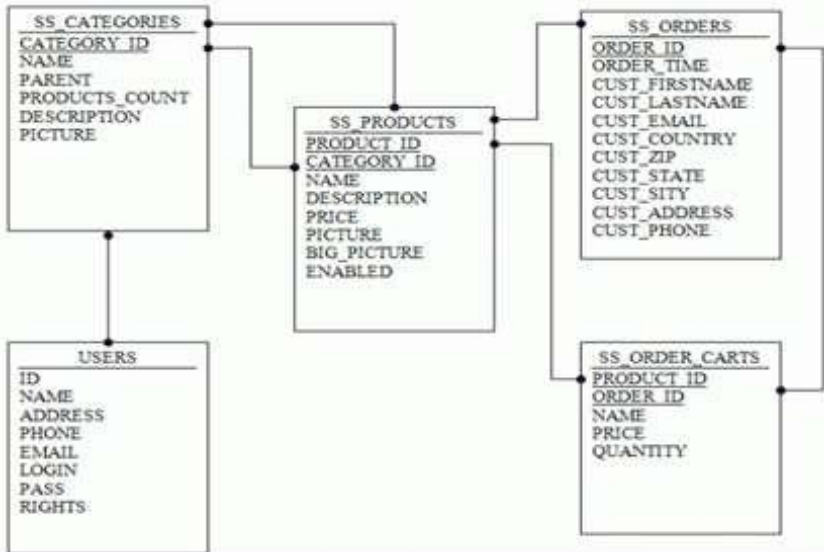 SS_CATEGORIES
CATEGORY_ID
NAME
PARENT
PRODUCTS_COUNT
DESCRIPTION
PICTURE
SS_PRODUCTS
PRODUCT_ID
CATEGORY_ID
NAME
DESCRIPTION
PRICE
PICTURE
BIG_PICTURE
ENABLED
SS_ORDERS
ORDER_ID
ORDER_TIME
CUST_FIRSTNAME
CUST_LASTNAME
CUST_EMAIL
CUST_COUNTRY
CUST_ZIP
CUST_STATE
CUST_SITY
CUST_ADDRESS
CUST_PHONE
USERS
ID
NAME
ADDRESS
PHONE
EMAIL
LOGIN
PASS
RIGHTS
SS_ORDER_CARTS
PRODUCT_ID
ORDER_ID
NAME
PRICE
QUANTITY